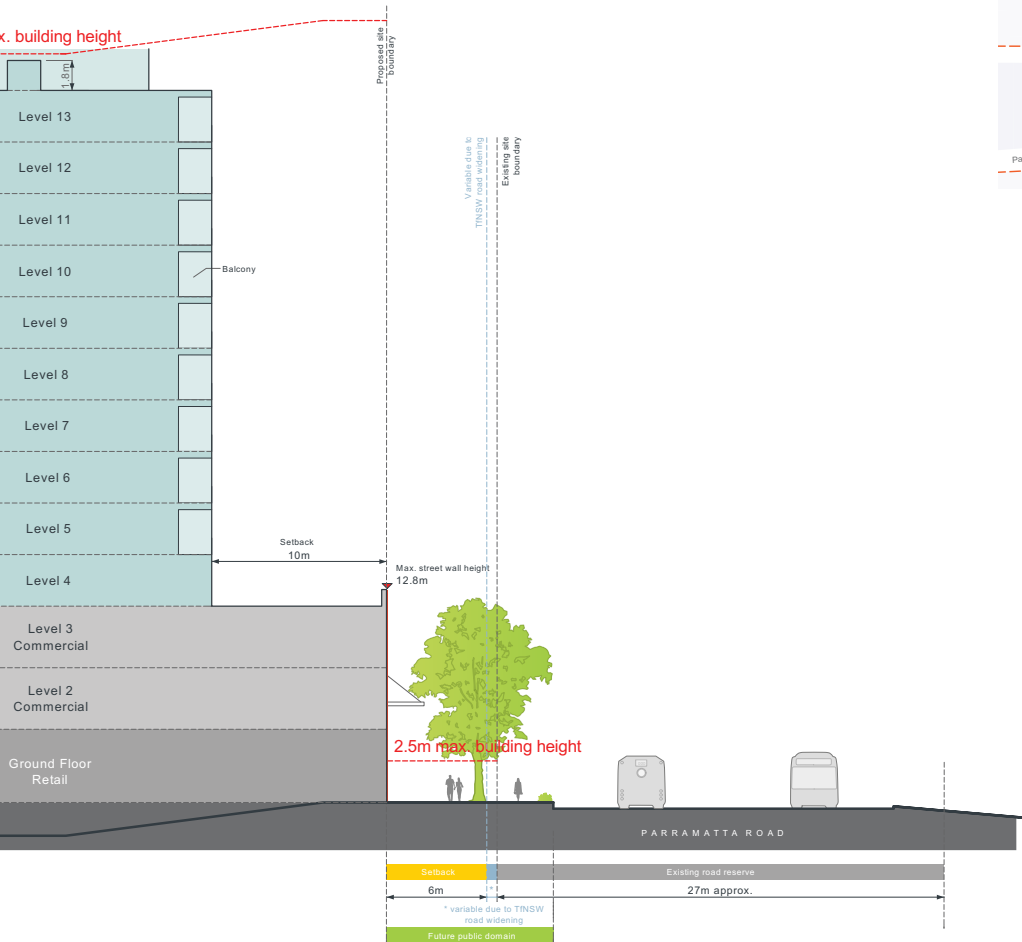 x. building height
1.8m
Proposed site
boundary
Variable due to
TfNSW road widening
Existing site
boundary
Pa
Level 13
Level 12
Level 11
Level 10
Balcony
Level 9
Level 8
Level 7
Level 6
Level 5
Setback
10m
Level 4
Max. street wall height
12.8m
Level 3
Commercial
Level 2
Commercial
2.5m max. building height
Ground Floor
Retail
PARRAMATTA ROAD
Setback
Existing road reserve
6m
*
27m approx.
* variable due to TfNSW
road widening
Future public domain